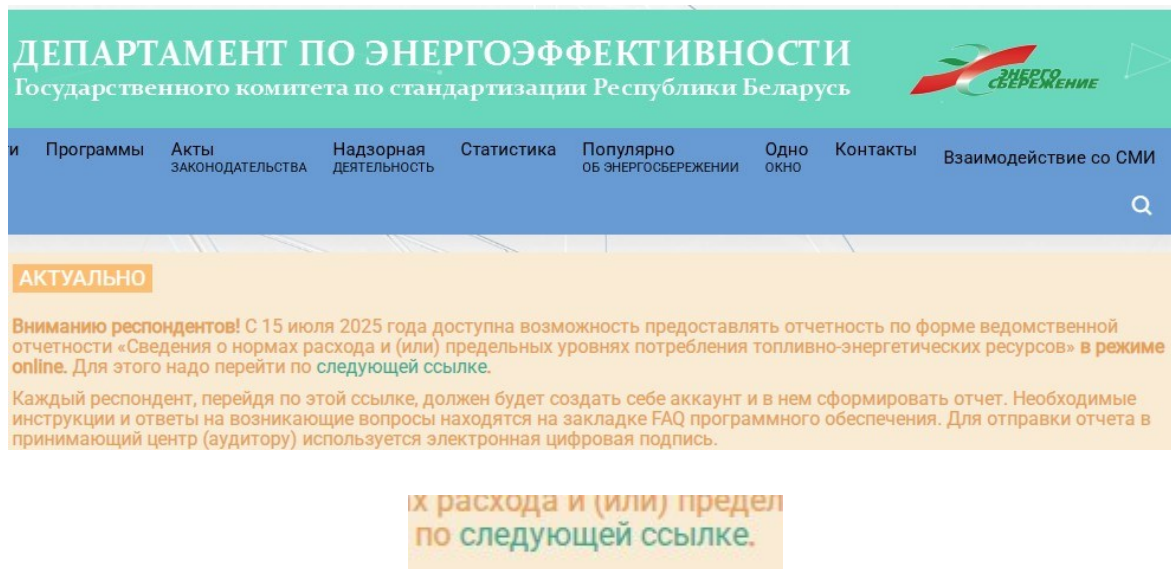 ДЕПАРТАМЕНТ ПО ЭНЕРГОЭФФЕКТИВНОСТИ
Государственного комитета по стандартизации Республики Беларусь
ЭНЕРГО
СБЕРЕЖЕНИЕ
Программы
Акты
ЗАКОНОДАТЕЛЬСТВА
Надзорная
ДЕЯТЕЛЬНОСТЬ
Статистика
Популярно
ОБ ЭНЕРГОСБЕРЕЖЕНИИ
Одно
ОКНО
Контакты
Взаимодействие со СМИ
АКТУАЛЬНО
Вниманию респондентов! С 15 июля 2025 года доступна возможность предоставлять отчетность по форме ведомственной
отчетности «Сведения о нормах расхода и (или) предельных уровнях потребления топливно-энергетических ресурсов» в режиме
online. Для этого надо перейти по следующей ссылке.
Каждый респондент, перейдя по этой ссылке, должен будет создать себе аккаунт и в нем сформировать отчет. Необходимые
инструкции и ответы на возникающие вопросы находятся на закладке FAQ программного обеспечения. Для отправки отчета в
принимающий центр (аудитору) используется электронная цифровая подпись.
х расхода и (или) предел
по следующей ссылке.